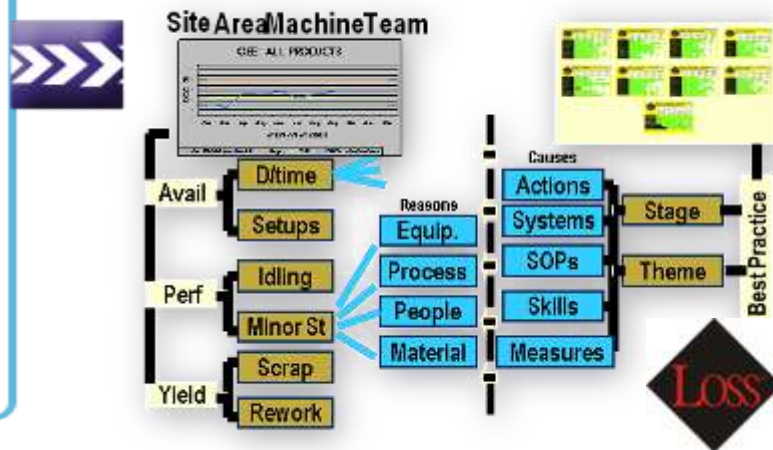 Site Area Machine Team
OEE ALL PRODUCTS
Avail
D/time
Setups
Perf
Idling
Minor St
Yield
Scrap
Rework
Reasons
Equip.
Process
People
Material
Causes
Actions
Systems
SOPs
Skills
Measures
Stage
Theme
Best Practice
LOSS